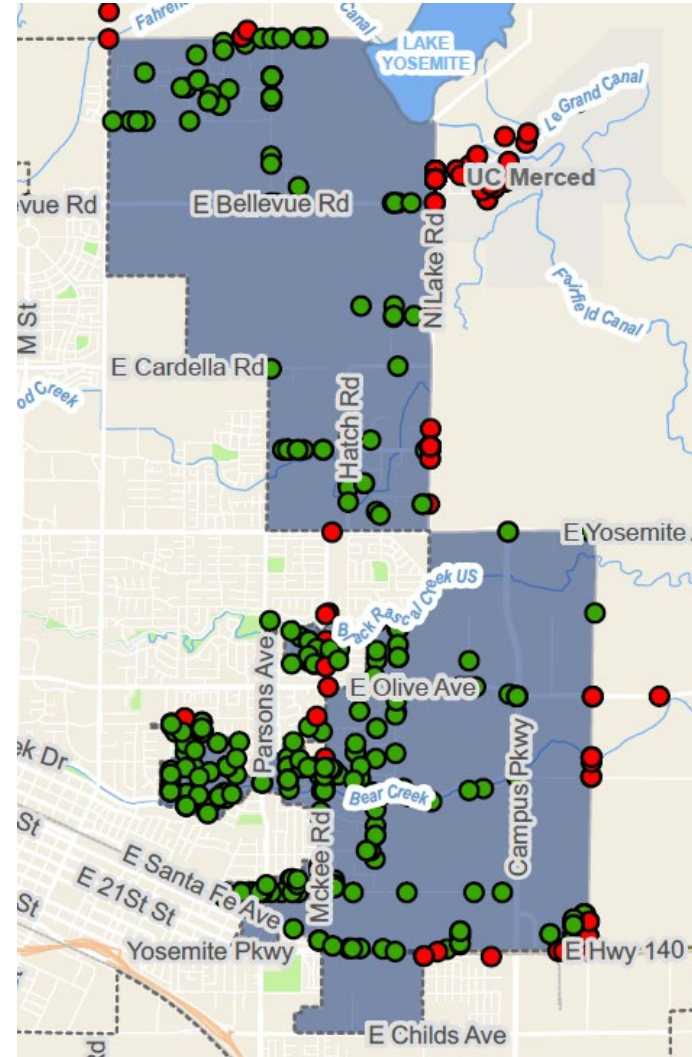 Fahren
Canal
LAKE
YOSEMITE
Le Grand Canal
UC Merced
evue Rd
E Bellevue Rd
N Lake Rd
Fairfield Canal
M St
E Cardella Rd
od Creek
Hatch Rd
E Yosemite A
Black Rascal Creek US
Parsons Ave
E Olive Ave
ek Dr
Campus Pkwy
Bear Creek
St
Mckee Rd
E Santa Fe Ave
E 21St St
St
Yosemite Pkwy
E Hwy 140
E Childs Ave
Rd